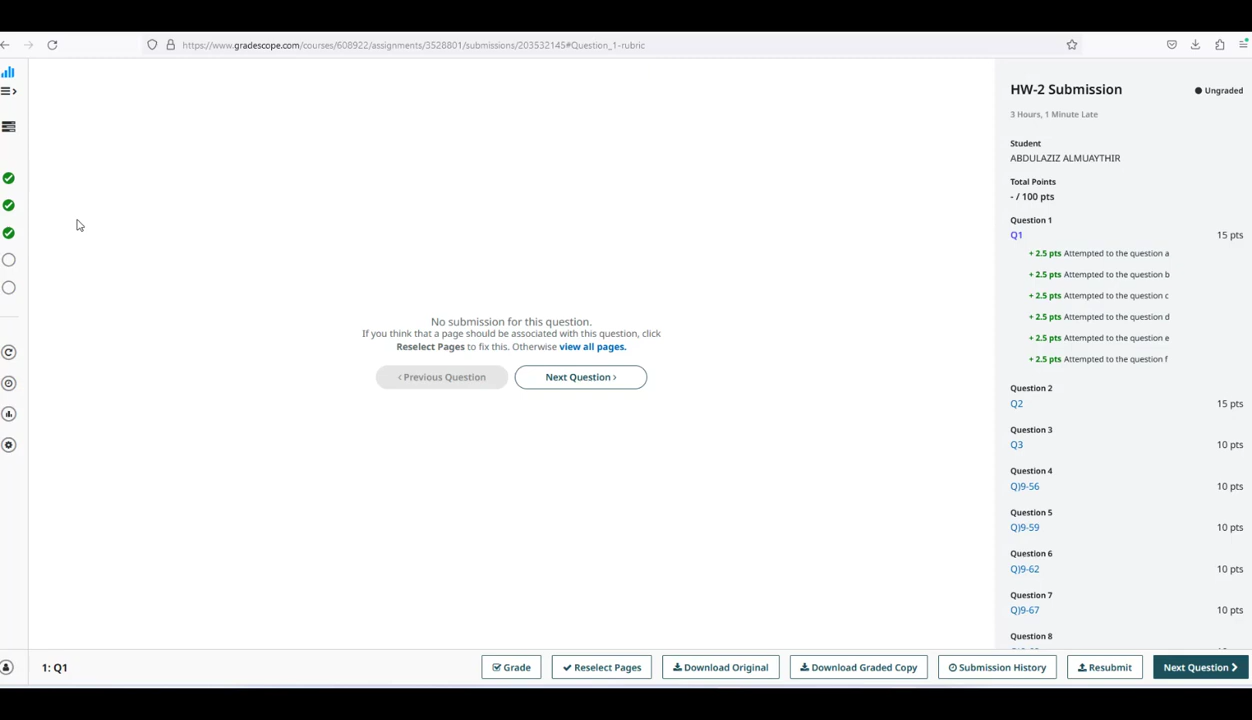 https://www.gradescope.com/courses/608922/assignments/3528801/submissions/203532145#Question_1-rubric
No submission for this question.
If you think that a page should be associated with this question, click
Reselect Pages to fix this. Otherwise view all pages.
Previous Question
Next Question
HW-2 Submission
Ungraded
3 Hours, 1 Minute Late
Student
ABDULAZIZ ALMUAYTHIR
Total Points
- / 100 pts
Question 1
Q1 15 pts
+ 2.5 pts Attempted to the question a
+ 2.5 pts Attempted to the question b
+ 2.5 pts Attempted to the question c
+ 2.5 pts Attempted to the question d
+ 2.5 pts Attempted to the question e
+ 2.5 pts Attempted to the question f
Question 2
Q2 15 pts
Question 3
Q3 10 pts
Question 4
Q)9-56 10 pts
Question 5
Q)9-59 10 pts
Question 6
Q)9-62 10 pts
Question 7
Q)9-67 10 pts
Question 8
1: Q1
Grade
Reselect Pages
Download Original
Download Graded Copy
Submission History
Resubmit
Next Question